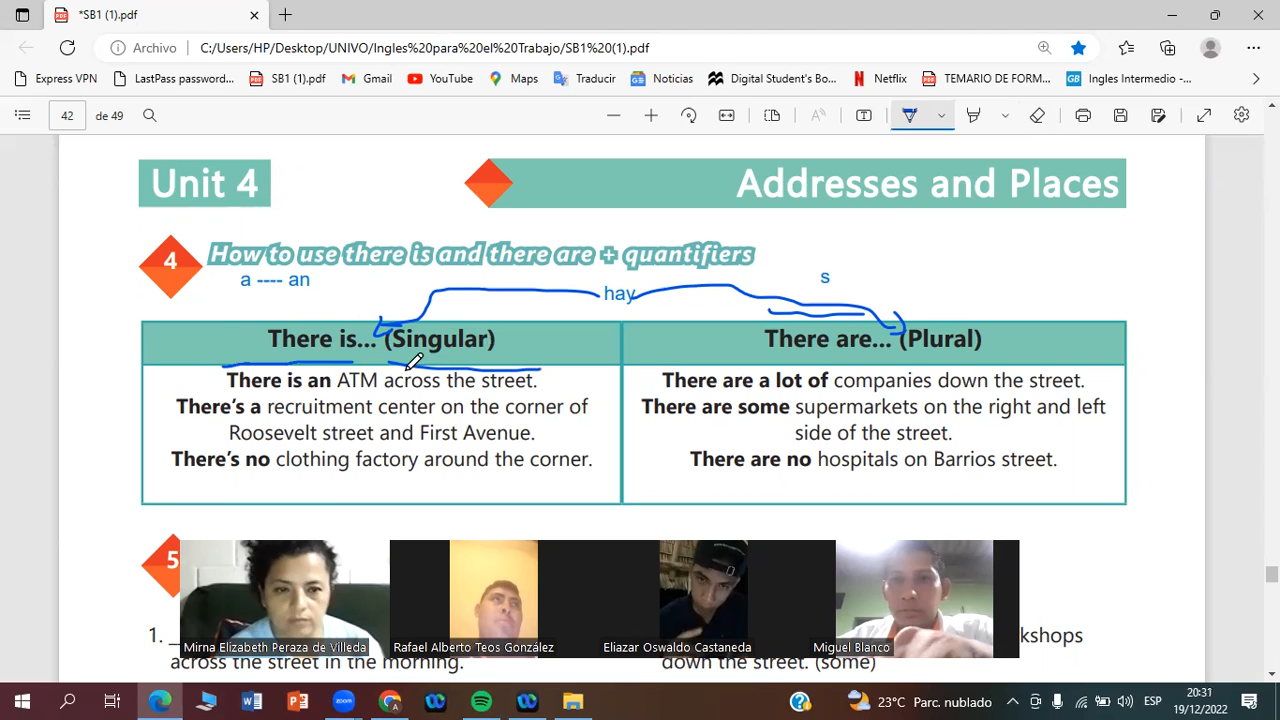 *SB1 (1).pdf
Archivo
C:/Users/HP/Desktop/UNIVO/Ingles%20para%20el%20Trabajo/SB1%20(1).pdf
Express VPN
LastPass password...
SB1 (1).pdf
Gmail
YouTube
Maps
Traducir
Noticias
Digital Student's Bo...
Netflix
TEMARIO DE FORM...
Ingles Intermedio -...
42
de 49
Unit 4
Addresses and Places
4
How to use there is and there are + quantifiers
a ---- an
s
hay
There is... (Singular)
There are... (Plural)
There is an ATM across the street.
There's a recruitment center on the corner of
Roosevelt street and First Avenue.
There's no clothing factory around the corner.
There are a lot of companies down the street.
There are some supermarkets on the right and left
side of the street.
There are no hospitals on Barrios street.
5
Mirna Elizabeth Peraza de Villeda
Rafael Alberto Teos González
Eliazar Oswaldo Castaneda
Miguel Blanco
1.
kshops
across the street in the morning.
down the street. (some)
23°C Parc. nublado
ESP
20:31
19/12/2022